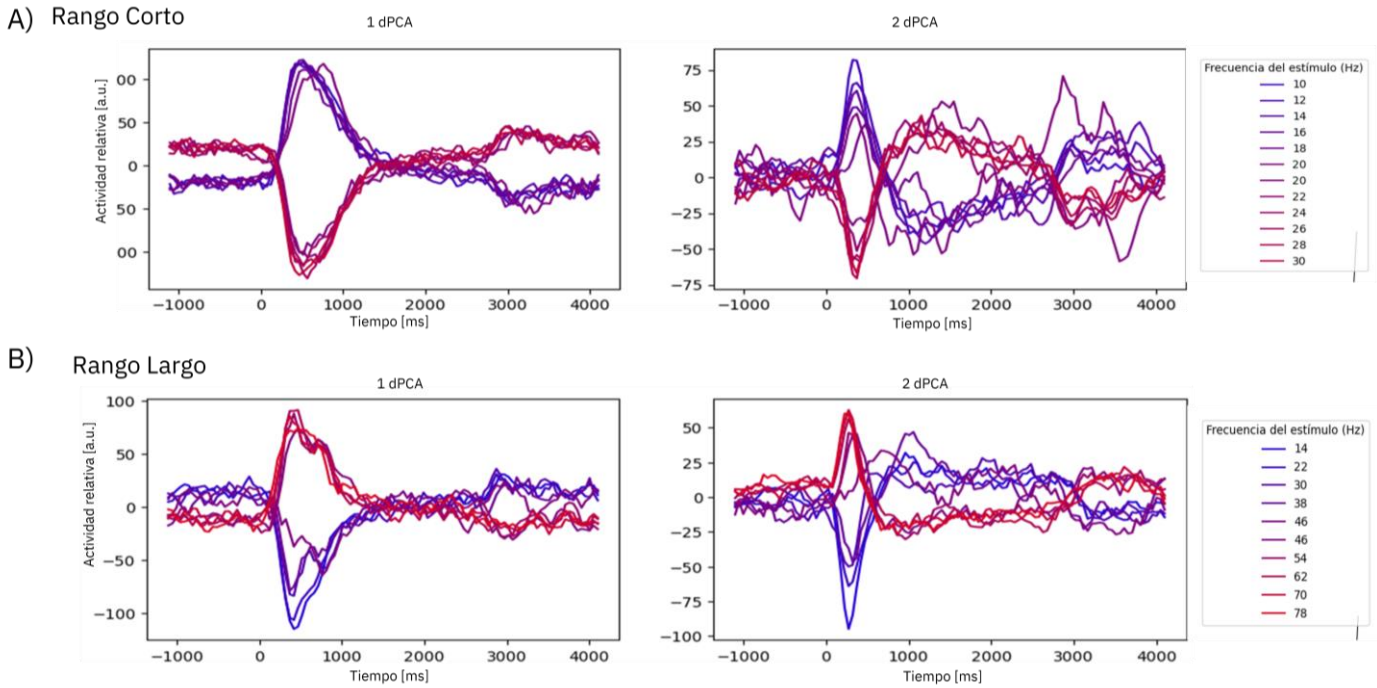 A) Rango Corto
1 dPCA
2 dPCA
Actividad relativa [a.u.]
00
50
0
50
00
−1000 0 1000 2000 3000 4000
Tiempo [ms]
75
50
25
0
−25
−50
−75
−1000 0 1000 2000 3000 4000
Tiempo [ms]
Frecuencia del estímulo (Hz)
10
12
14
16
18
20
20
22
24
26
28
30
B) Rango Largo
1 dPCA
2 dPCA
Actividad relativa [a.u.]
100
50
0
−50
−100
−1000 0 1000 2000 3000 4000
Tiempo [ms]
50
25
0
−25
−50
−75
−100
−1000 0 1000 2000 3000 4000
Tiempo [ms]
Frecuencia del estímulo (Hz)
14
22
30
38
46
46
54
62
70
78